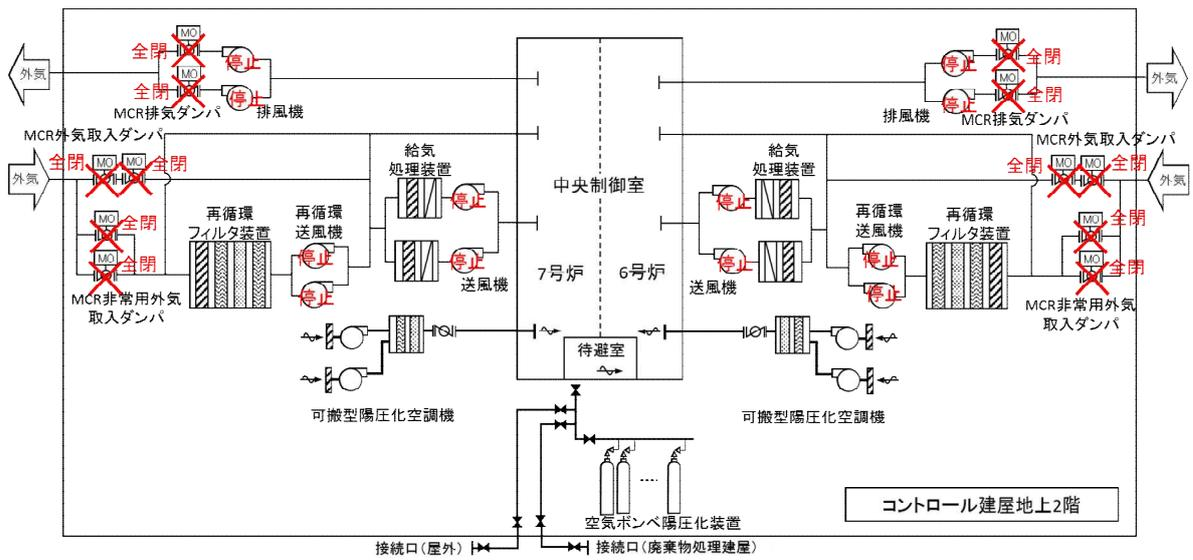 MO
全閉
停止
外気
MO
全閉
停止
MCR排気ダンパ
排風機
MCR外気取入ダンパ
全閉
MO
MO
全閉
外気
MO
全閉
MO
全閉
MCR非常用外気
取入ダンパ
再循環
フィルタ装置
再循環
送風機
停止
停止
給気
処理装置
停止
停止
送風機
中央制御室
7号炉
6号炉
待避室
MO
全閉
停止
外気
MO
全閉
停止
排風機
MCR排気ダンパ
MCR外気取入ダンパ
全閉
MO
MO
全閉
外気
給気
処理装置
停止
停止
送風機
再循環
送風機
停止
停止
再循環
フィルタ装置
MO
全閉
MO
全閉
MCR非常用外気
取入ダンパ
可搬型陽圧化空調機
可搬型陽圧化空調機
空気ボンベ陽圧化装置
接続口(屋外)
接続口(廃棄物処理建屋)
コントロール建屋地上2階